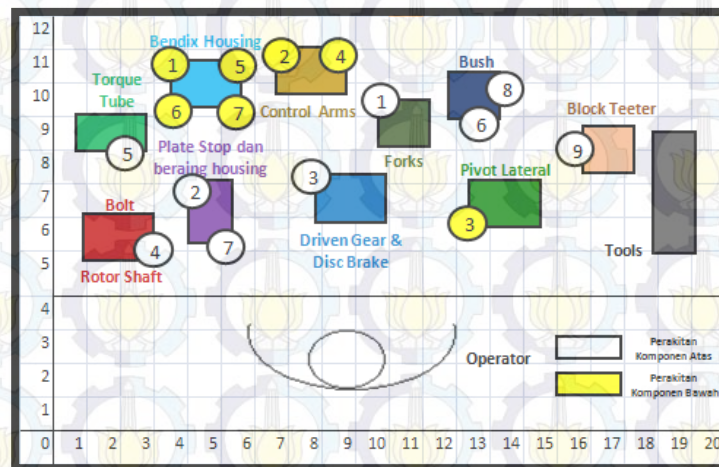 12
11
10
9
8
7
6
5
4
3
2
1
0 1 2 3 4 5 6 7 8 9 10 11 12 13 14 15 16 17 18 19 20
Bendix Housing
1
5
6
7
2
4
Control Arms
Torque
Tube
5
Plate Stop dan
beraing housing
2
7
Bolt
4
Rotor Shaft
1
Forks
3
Driven Gear &
Disc Brake
Bush
8
6
Pivot Lateral
3
Block Teeter
9
Tools
Operator
Perakitan
Komponen Atas
Perakitan
Komponen Bawah